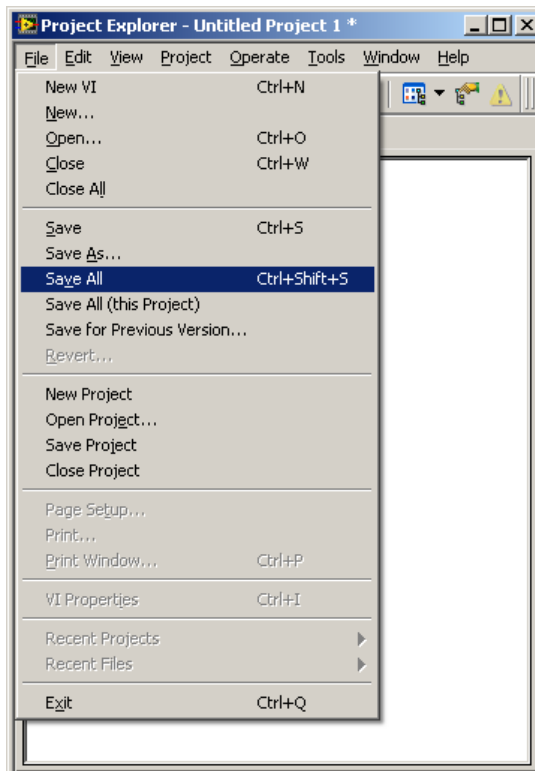 Project Explorer - Untitled Project 1 *
File Edit View Project Operate Tools Window Help
New VI Ctrl+N
New...
Open... Ctrl+O
Close Ctrl+W
Close All
Save Ctrl+S
Save As...
Save All Ctrl+Shift+S
Save All (this Project)
Save for Previous Version...
Revert...
New Project
Open Project...
Save Project
Close Project
Page Setup...
Print...
Print Window... Ctrl+P
VI Properties Ctrl+I
Recent Projects
Recent Files
Exit Ctrl+Q